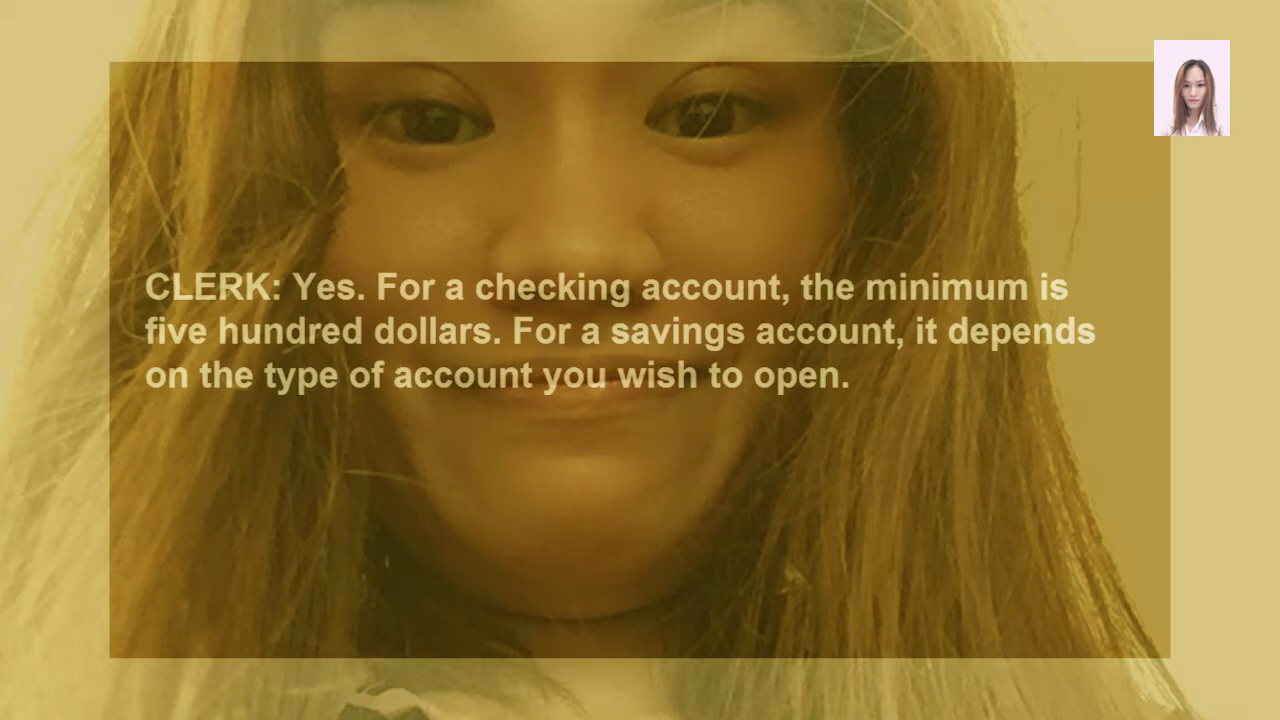 CLERK: Yes. For a checking account, the minimum is
five hundred dollars. For a savings account, it depends
on the type of account you wish to open.